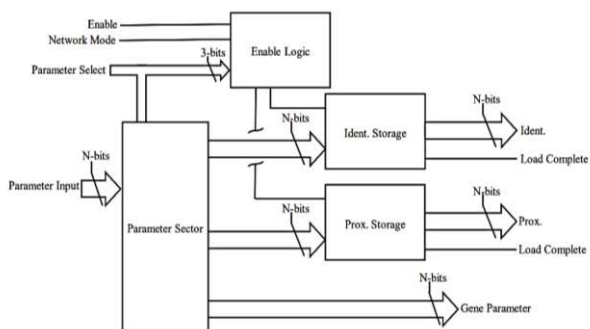 Enable
Network Mode
Enable Logic
3-bits
Parameter Select
N-bits
N-bits
Ident. Storage
Ident.
Load Complete
N-bits
Parameter Input
Parameter Sector
N-bits
N-bits
Prox. Storage
Prox.
Load Complete
N-bits
Gene Parameter